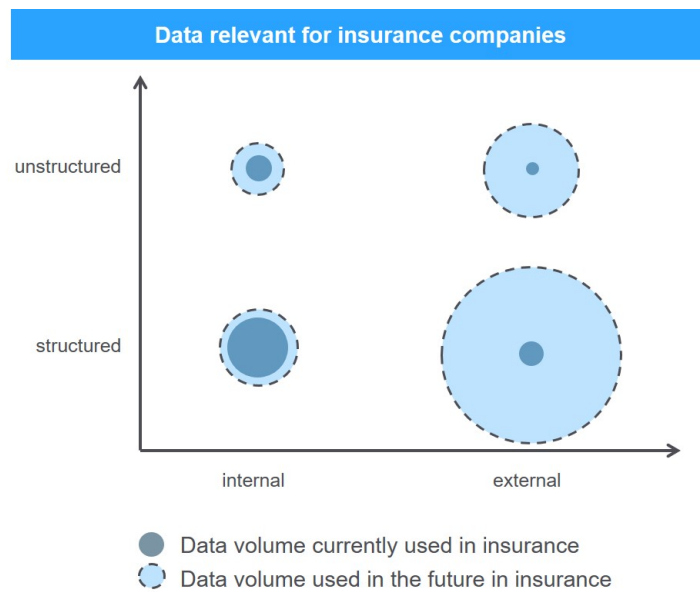 Data relevant for insurance companies
unstructured
structured
internal
external
Data volume currently used in insurance
Data volume used in the future in insurance